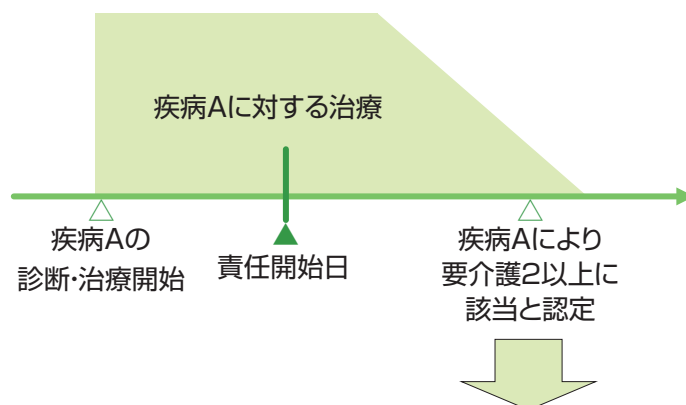 疾病Aに対する治療
疾病Aの
診断・治療開始
責任開始日
疾病Aにより
要介護2以上に
該当と認定